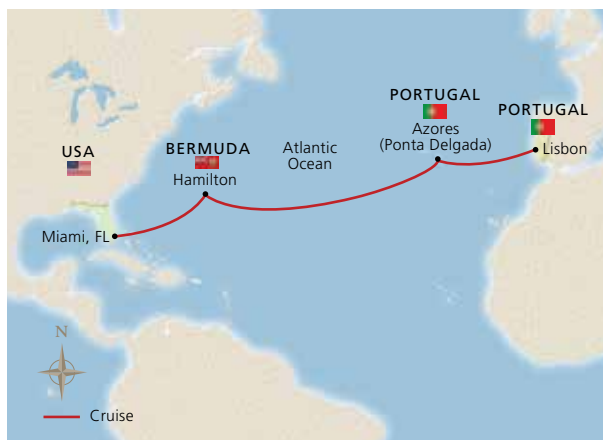 PORTUGAL
Azores
(Ponta Delgada)
PORTUGAL
Lisbon
USA
BERMUDA
Hamilton
Atlantic
Ocean
Miami, FL
N
Cruise